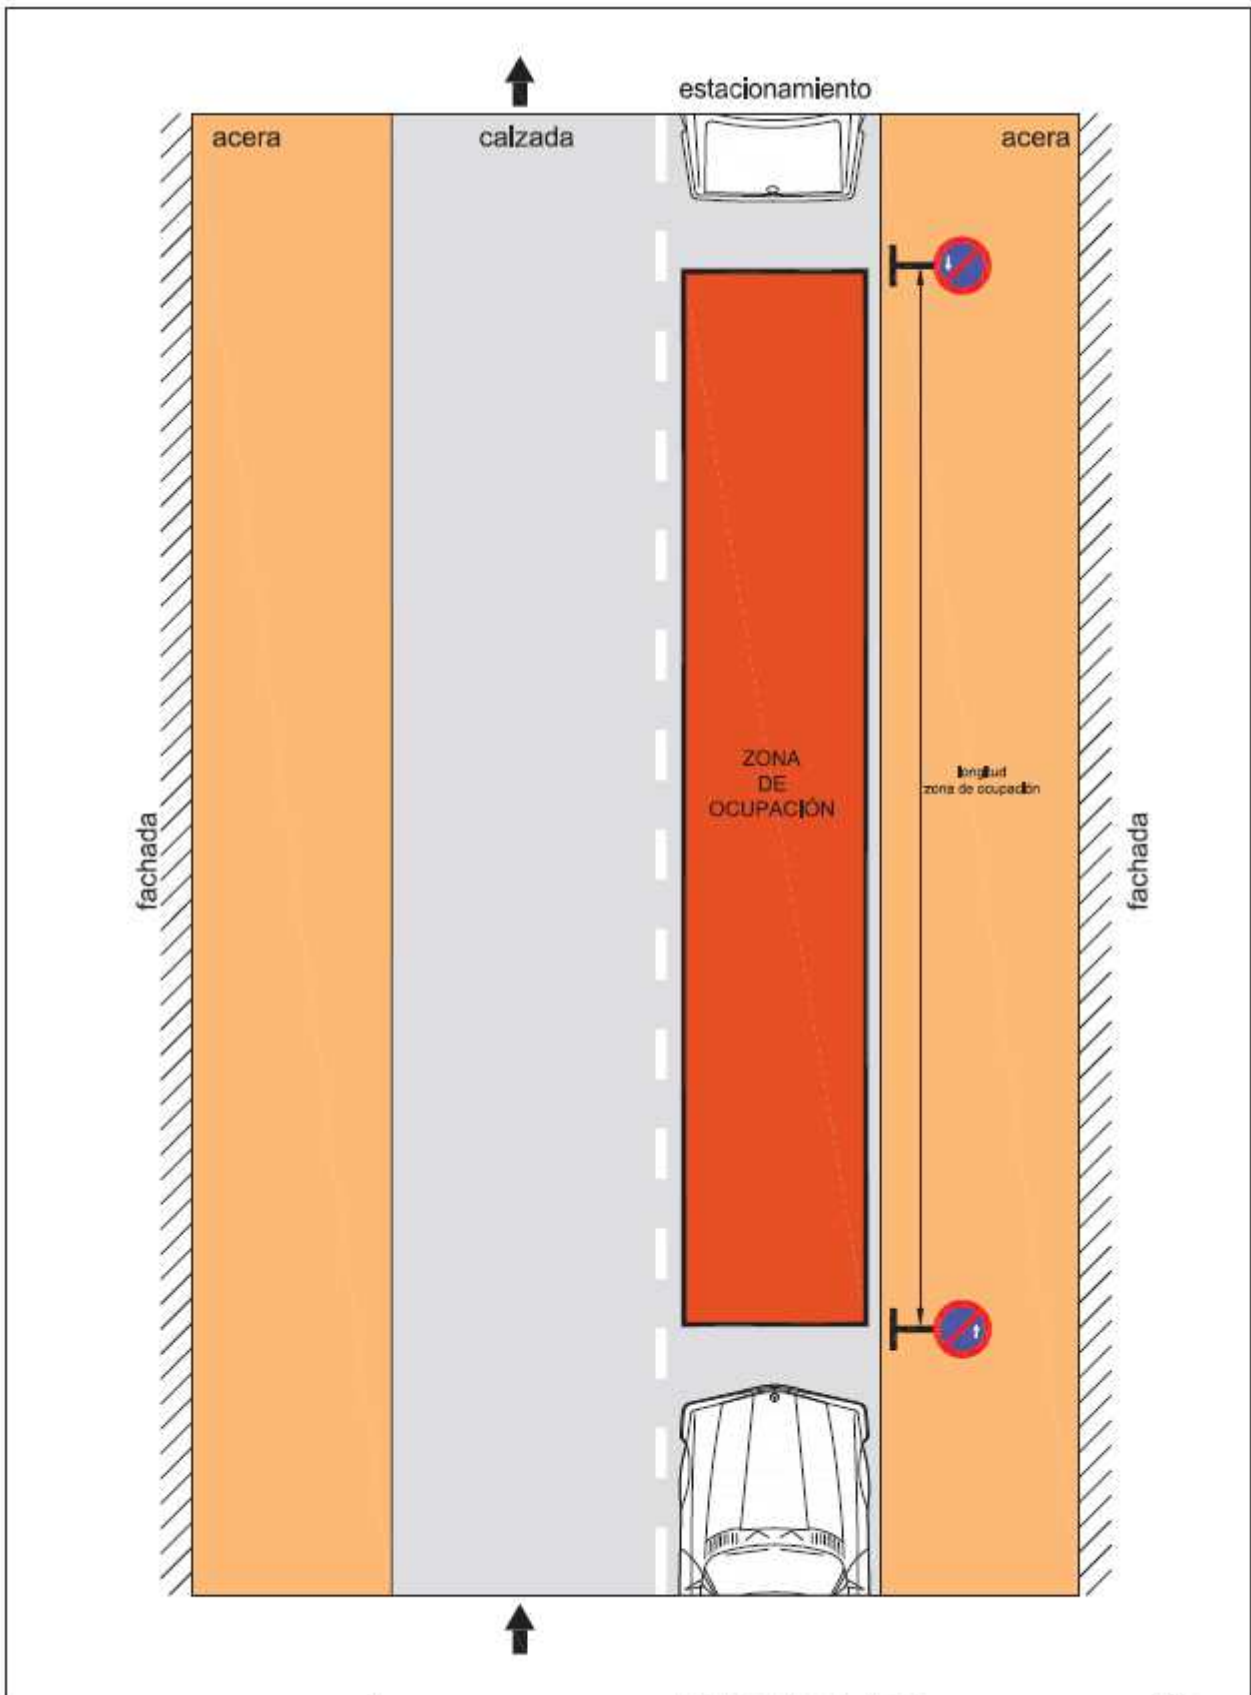 estacionamiento
acera
calzada
acera
ZONA
DE
OCUPACIÓN
longitud
zona de ocupación
fachada
fachada